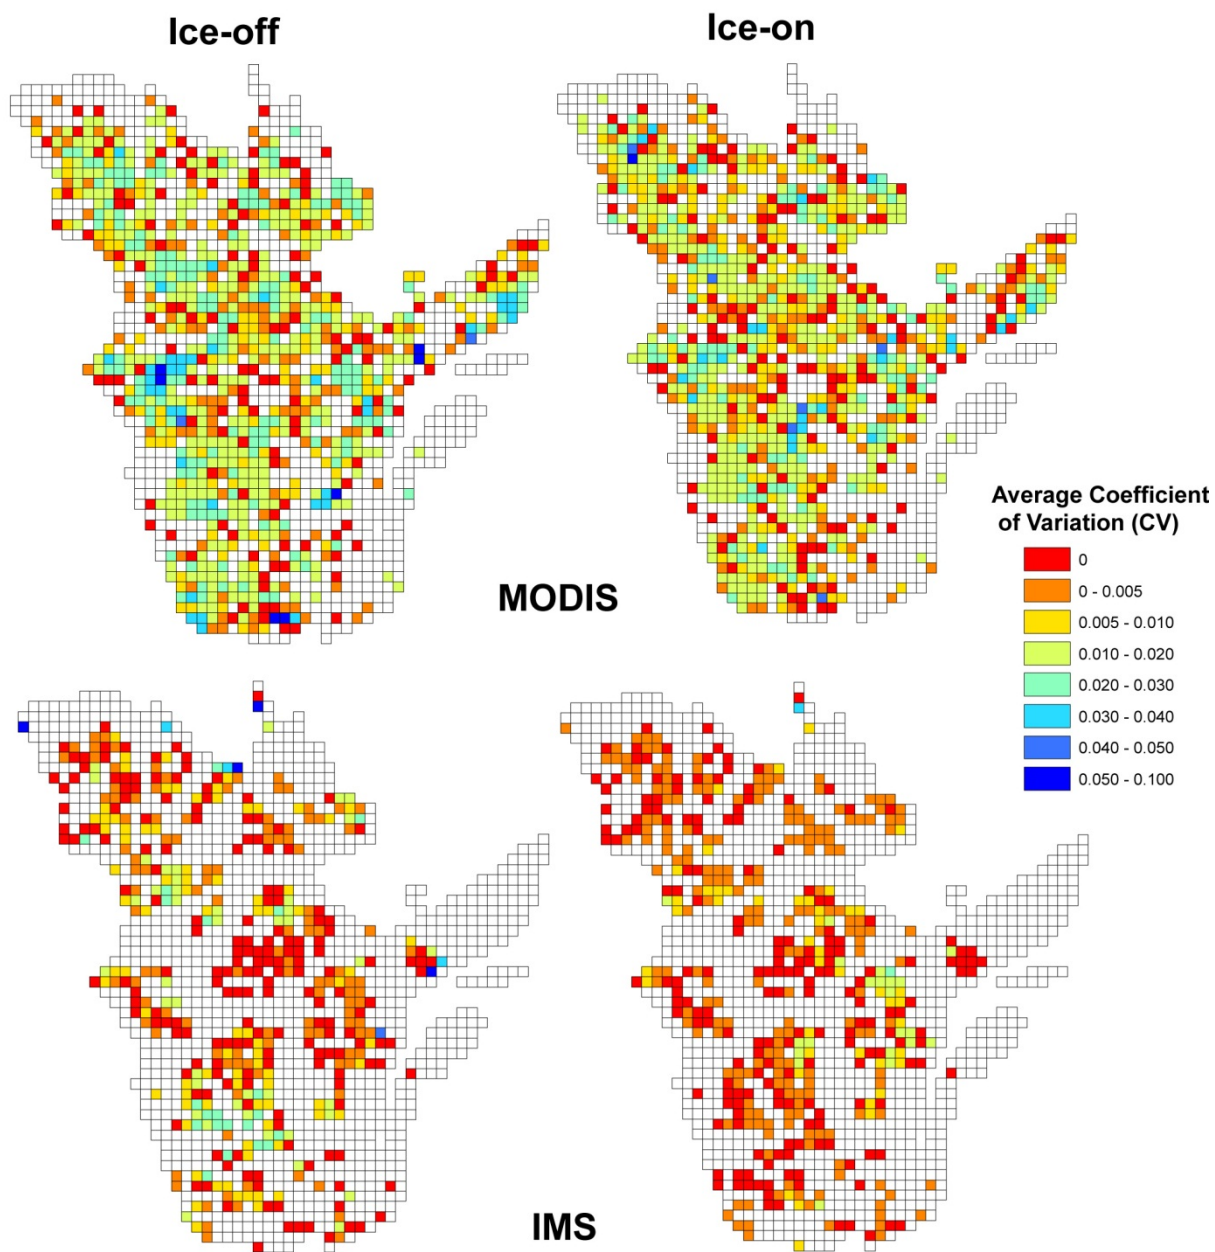 Ice-off
Ice-on
Average Coefficient
of Variation (CV)
0
0 - 0.005
0.005 - 0.010
0.010 - 0.020
0.020 - 0.030
0.030 - 0.040
0.040 - 0.050
0.050 - 0.100
MODIS
IMS